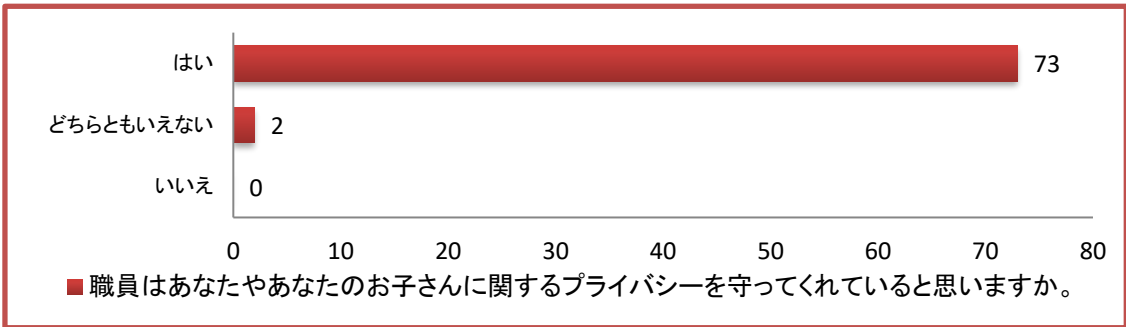 はい 73
どちらともいえない 2
いいえ 0
0 10 20 30 40 50 60 70 80
職員はあなたやあなたのお子さんに関するプライバシーを守ってくれていると思いますか。